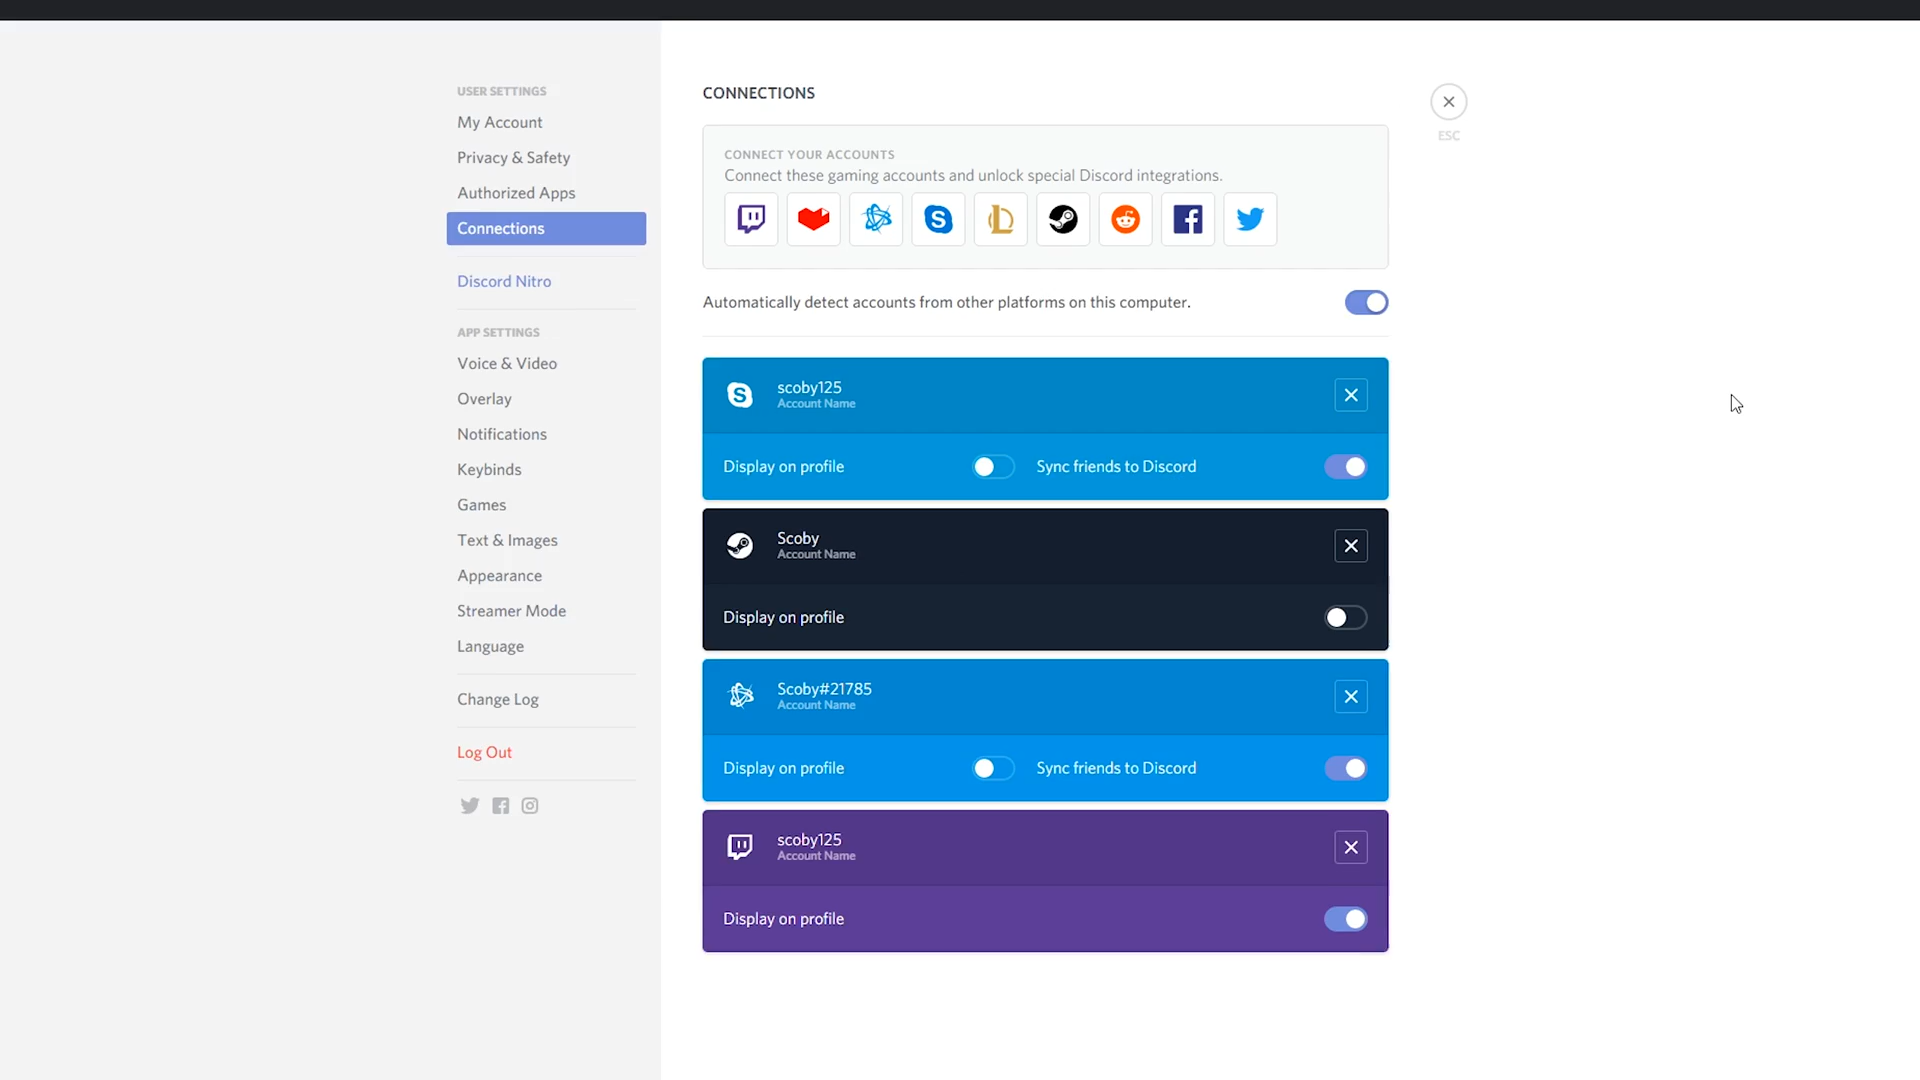 USER SETTINGS
My Account
Privacy & Safety
Authorized Apps
Connections
Discord Nitro
APP SETTINGS
Voice & Video
Overlay
Notifications
Keybinds
Games
Text & Images
Appearance
Streamer Mode
Language
Change Log
Log Out
CONNECTIONS
ESC
CONNECT YOUR ACCOUNTS
Connect these gaming accounts and unlock special Discord integrations.
Automatically detect accounts from other platforms on this computer.
scoby125
Account Name
Display on profile
Sync friends to Discord
Scoby
Account Name
Display on profile
Scoby#21785
Account Name
Display on profile
Sync friends to Discord
scoby125
Account Name
Display on profile